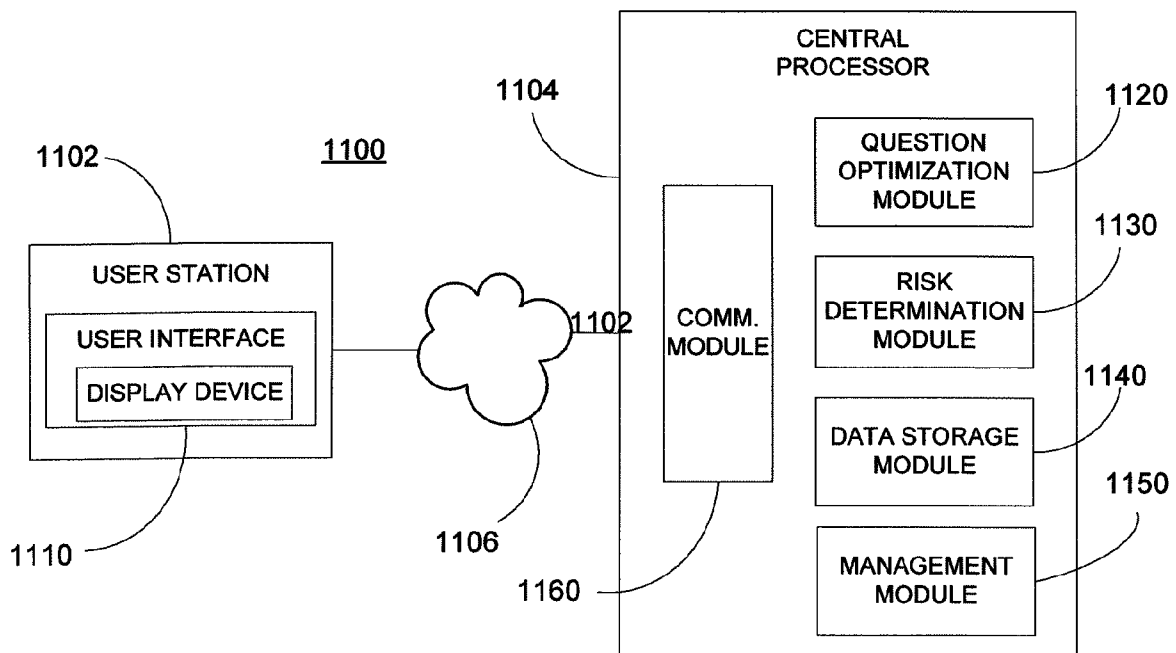 CENTRAL
PROCESSOR
1104
1120
1102
1100
QUESTION
OPTIMIZATION
MODULE
1130
USER STATION
RISK
DETERMINATION
MODULE
USER INTERFACE
1102
COMM.
MODULE
DISPLAY DEVICE
1140
DATA STORAGE
MODULE
1150
1110
1106
1160
MANAGEMENT
MODULE